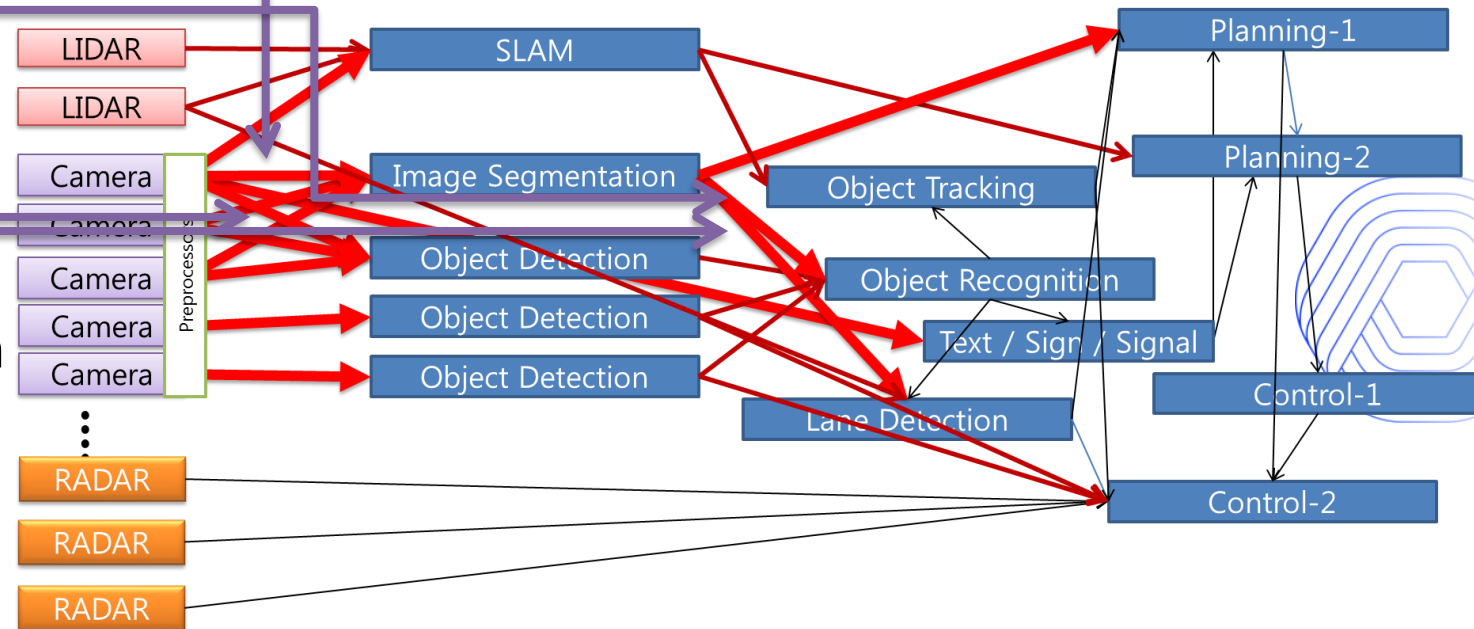 LIDAR
SLAM
Planning-1
LIDAR
Camera
Image Segmentation
Planning-2
Object Tracking
Camera
Preprocessors
Object Detection
Camera
Object Recognition
Camera
Object Detection
Text / Sign / Signal
Camera
Object Detection
Control-1
Lane Detection
RADAR
Control-2
RADAR
RADAR